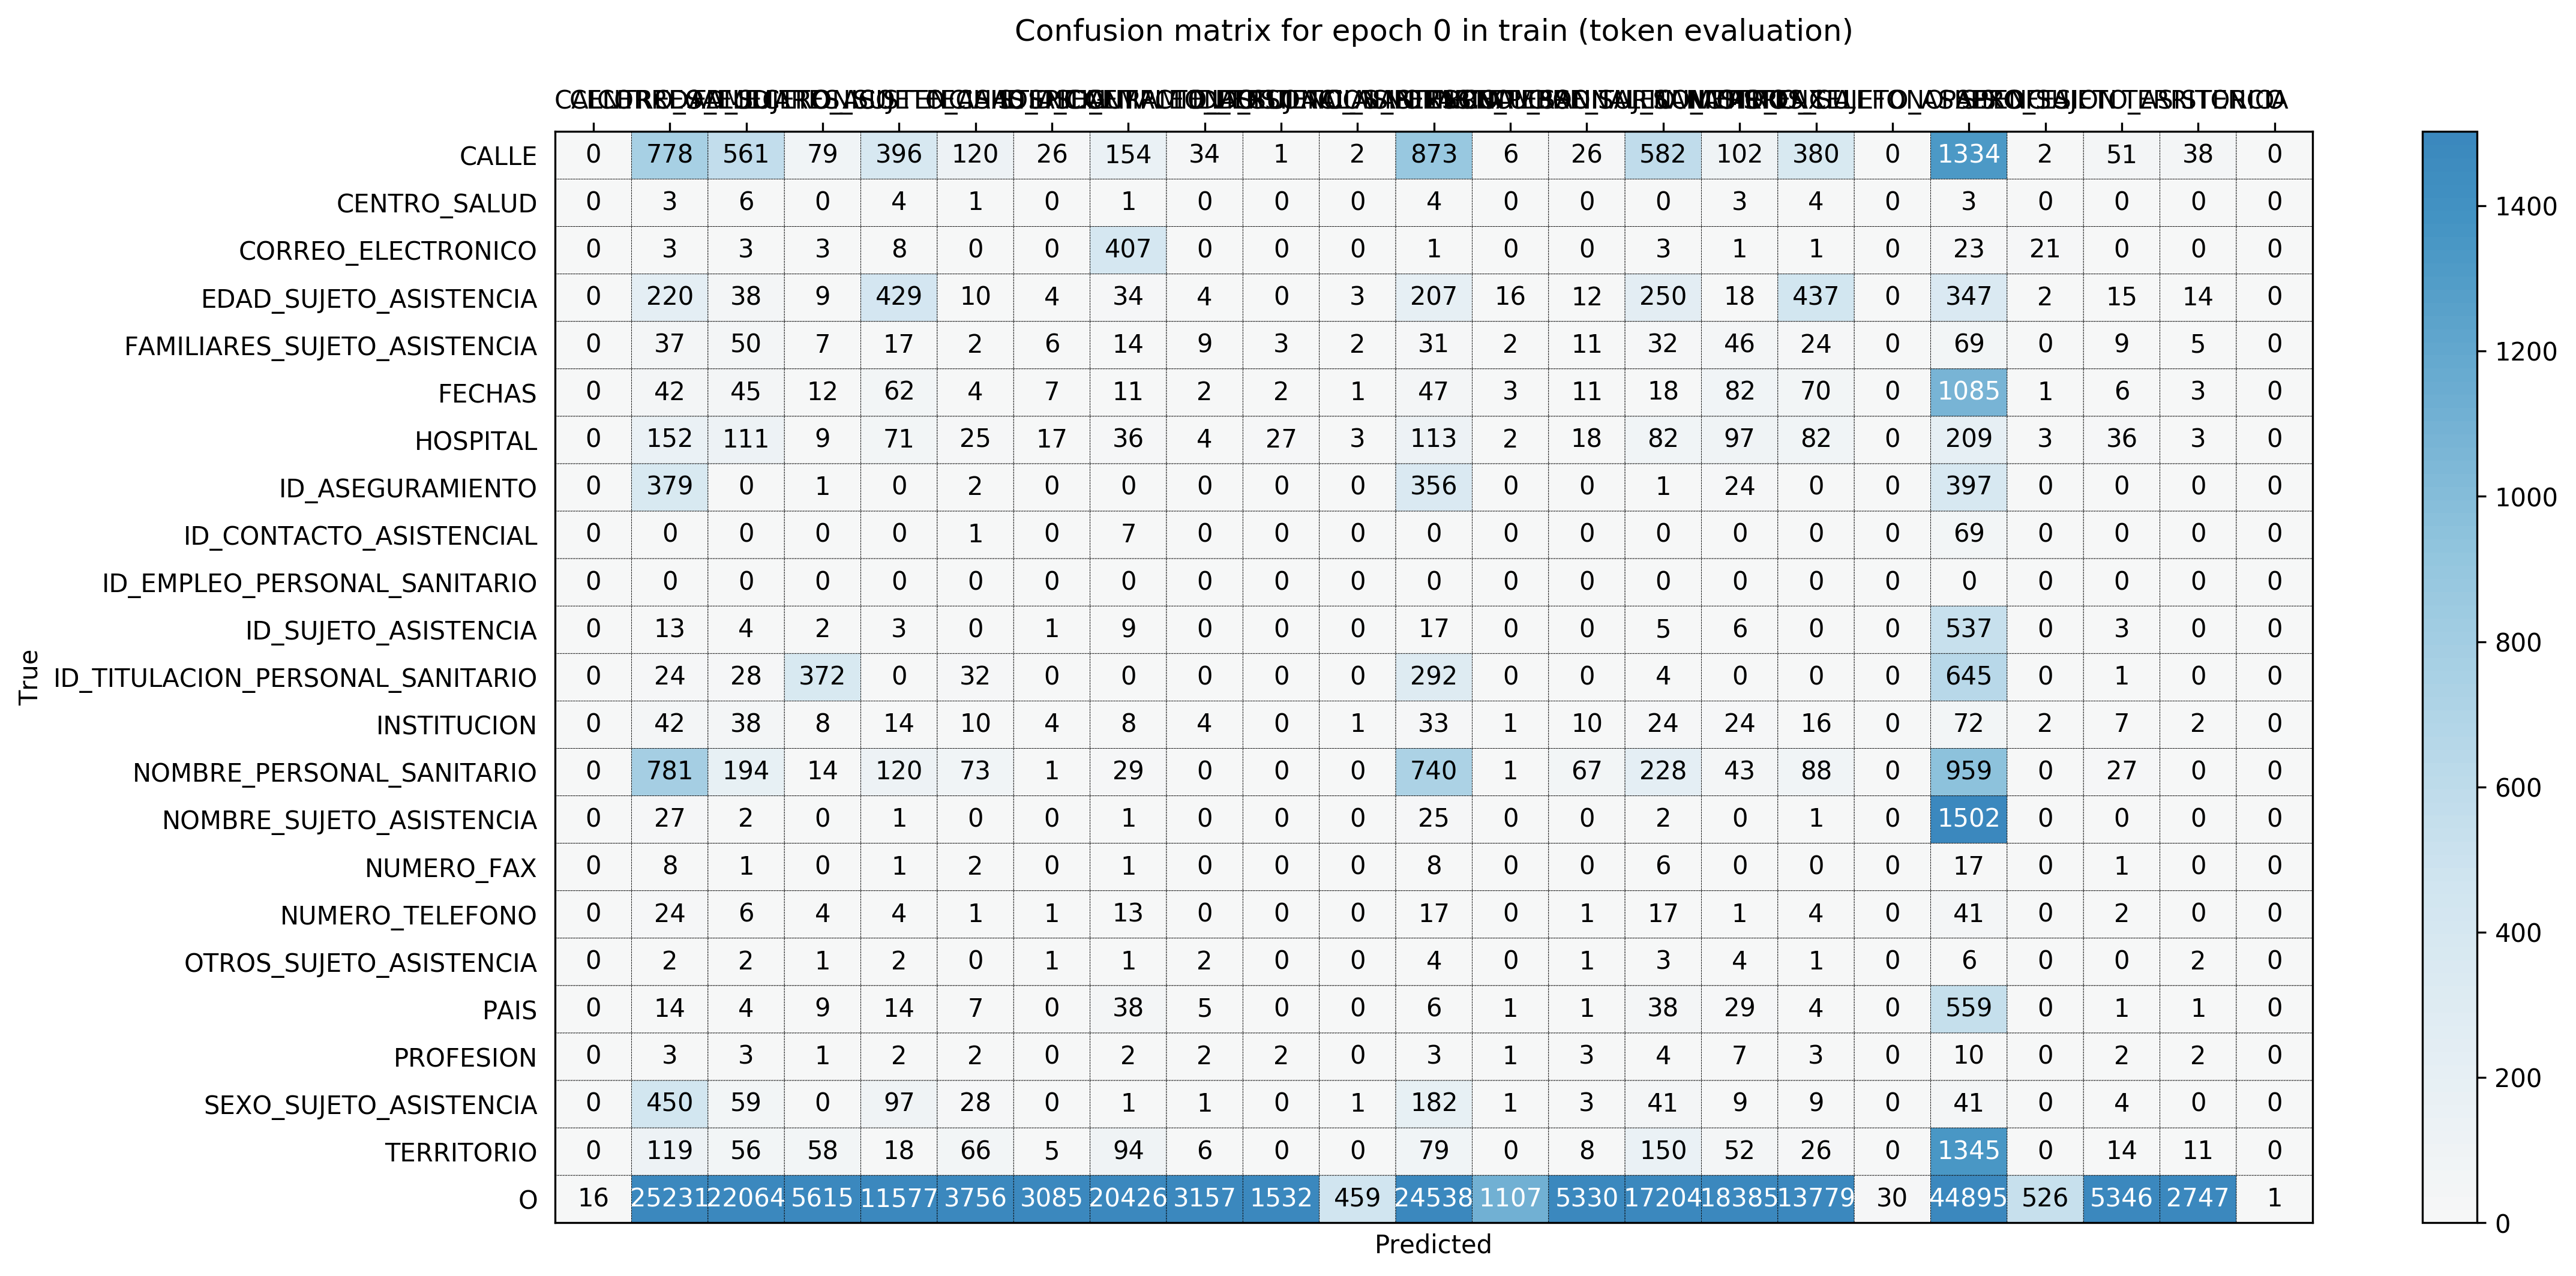 Confusion matrix for epoch 0 in train (token evaluation)
CALLE 0 778 561 79 396 120 26 154 34 1 2 873 6 26 582 102 380 0 1334 2 51 38 0
CENTRO_SALUD 0 3 6 0 4 1 0 1 0 0 0 4 0 0 0 3 4 0 3 0 0 0 0
CORREO_ELECTRONICO 0 3 3 3 8 0 0 407 0 0 0 1 0 0 3 1 1 0 23 21 0 0 0
EDAD_SUJETO_ASISTENCIA 0 220 38 9 429 10 4 34 4 0 3 207 16 12 250 18 437 0 347 2 15 14 0
FAMILIARES_SUJETO_ASISTENCIA 0 37 50 7 17 2 6 14 9 3 2 31 2 11 32 46 24 0 69 0 9 5 0
FECHAS 0 42 45 12 62 4 7 11 2 2 1 47 3 11 18 82 70 0 1085 1 6 3 0
HOSPITAL 0 152 111 9 71 25 17 36 4 27 3 113 2 18 82 97 82 0 209 3 36 3 0
ID_ASEGURAMIENTO 0 379 0 1 0 2 0 0 0 0 0 356 0 0 1 24 0 0 397 0 0 0 0
ID_CONTACTO_ASISTENCIAL 0 0 0 0 0 1 0 7 0 0 0 0 0 0 0 0 0 0 69 0 0 0 0
ID_EMPLEO_PERSONAL_SANITARIO 0 0 0 0 0 0 0 0 0 0 0 0 0 0 0 0 0 0 0 0 0 0 0
ID_SUJETO_ASISTENCIA 0 13 4 2 3 0 1 9 0 0 0 17 0 0 5 6 0 0 537 0 3 0 0
ID_TITULACION_PERSONAL_SANITARIO 0 24 28 372 0 32 0 0 0 0 0 292 0 0 4 0 0 0 645 0 1 0 0
INSTITUCION 0 42 38 8 14 10 4 8 4 0 1 33 1 10 24 24 16 0 72 2 7 2 0
NOMBRE_PERSONAL_SANITARIO 0 781 194 14 120 73 1 29 0 0 0 740 1 67 228 43 88 0 959 0 27 0 0
NOMBRE_SUJETO_ASISTENCIA 0 27 2 0 1 0 0 1 0 0 0 25 0 0 2 0 1 0 1502 0 0 0 0
NUMERO_FAX 0 8 1 0 1 2 0 1 0 0 0 8 0 0 6 0 0 0 17 0 1 0 0
NUMERO_TELEFONO 0 24 6 4 4 1 1 13 0 0 0 17 0 1 17 1 4 0 41 0 2 0 0
OTROS_SUJETO_ASISTENCIA 0 2 2 1 2 0 1 1 2 0 0 4 0 1 3 4 1 0 6 0 0 2 0
PAIS 0 14 4 9 14 7 0 38 5 0 0 6 1 1 38 29 4 0 559 0 1 1 0
PROFESION 0 3 3 1 2 2 0 2 2 2 0 3 1 3 4 7 3 0 10 0 2 2 0
SEXO_SUJETO_ASISTENCIA 0 450 59 0 97 28 0 1 1 0 1 182 1 3 41 9 9 0 41 0 4 0 0
TERRITORIO 0 119 56 58 18 66 5 94 6 0 0 79 0 8 150 52 26 0 1345 0 14 11 0
O 16 25231 22064 5615 11577 3756 3085 20426 3157 1532 459 24538 1107 5330 17204 18385 13779 30 44895 526 5346 2747 1
True
Predicted
1400
1200
1000
800
600
400
200
0